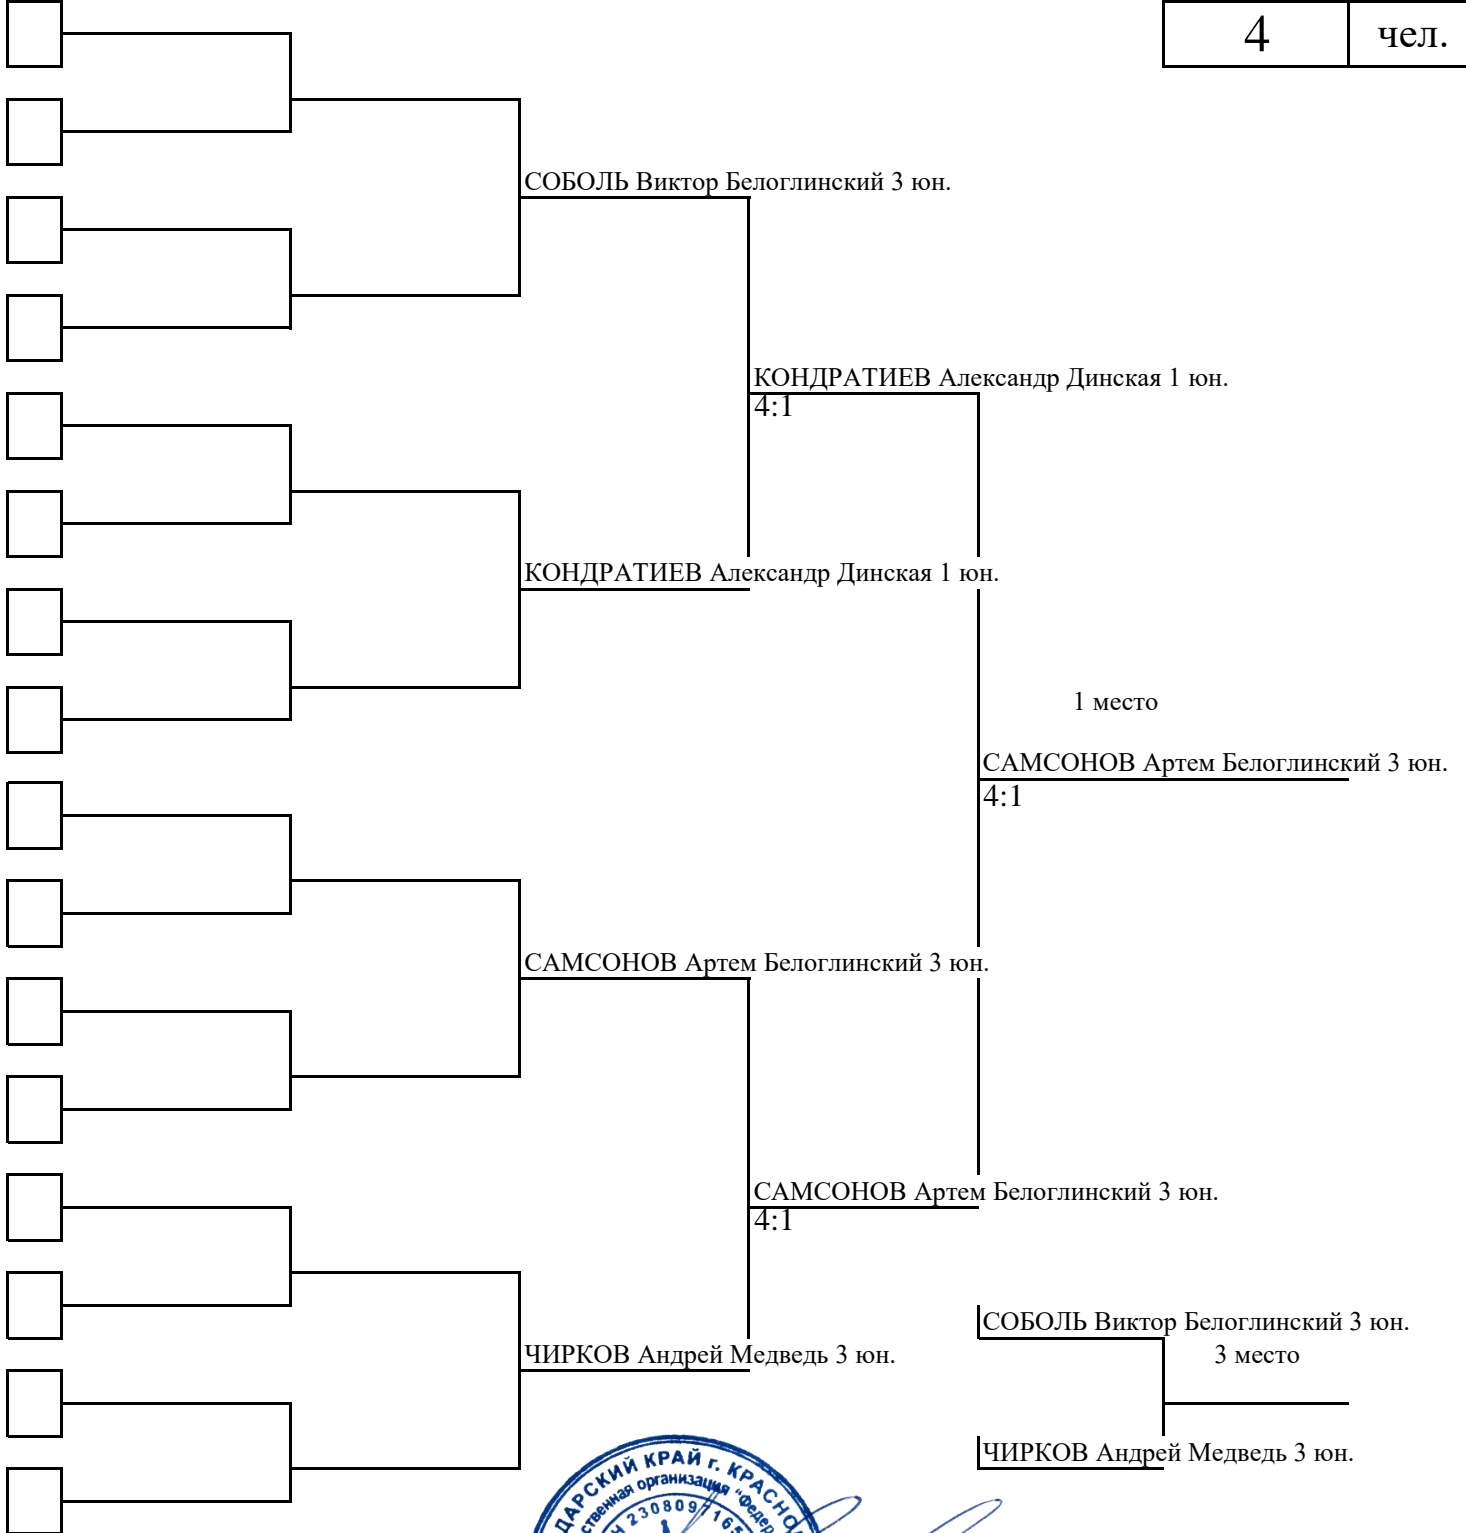 4 чел.
СОБОЛЬ Виктор Белоглинский 3 юн.
КОНДРАТИЕВ Александр Динская 1 юн.
4:1
КОНДРАТИЕВ Александр Динская 1 юн.
1 место
САМСОНОВ Артем Белоглинский 3 юн.
4:1
САМСОНОВ Артем Белоглинский 3 юн.
САМСОНОВ Артем Белоглинский 3 юн.
4:1
СОБОЛЬ Виктор Белоглинский 3 юн.
ЧИРКОВ Андрей Медведь 3 юн.
3 место
ЧИРКОВ Андрей Медведь 3 юн.
КРАЙ г.
организация